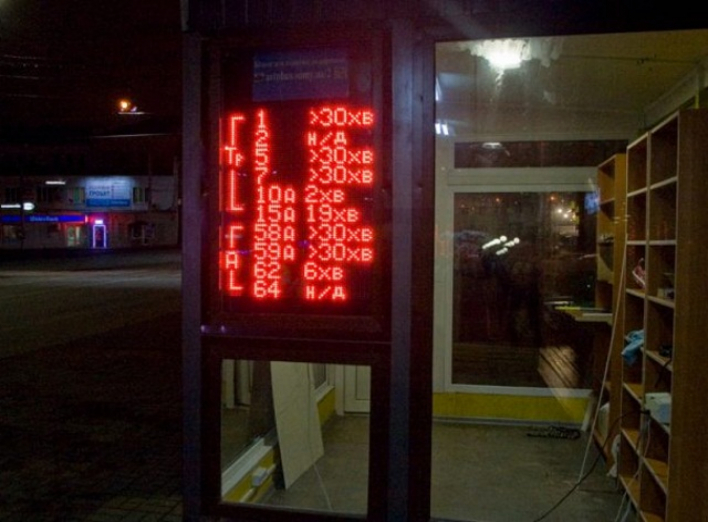 Тр
А
1 >30хв
2 н/д
5 >30хв
7 >30хв
10А 2хв
15А 19хв
58А >30хв
59А >30хв
62 6хв
64 н/д